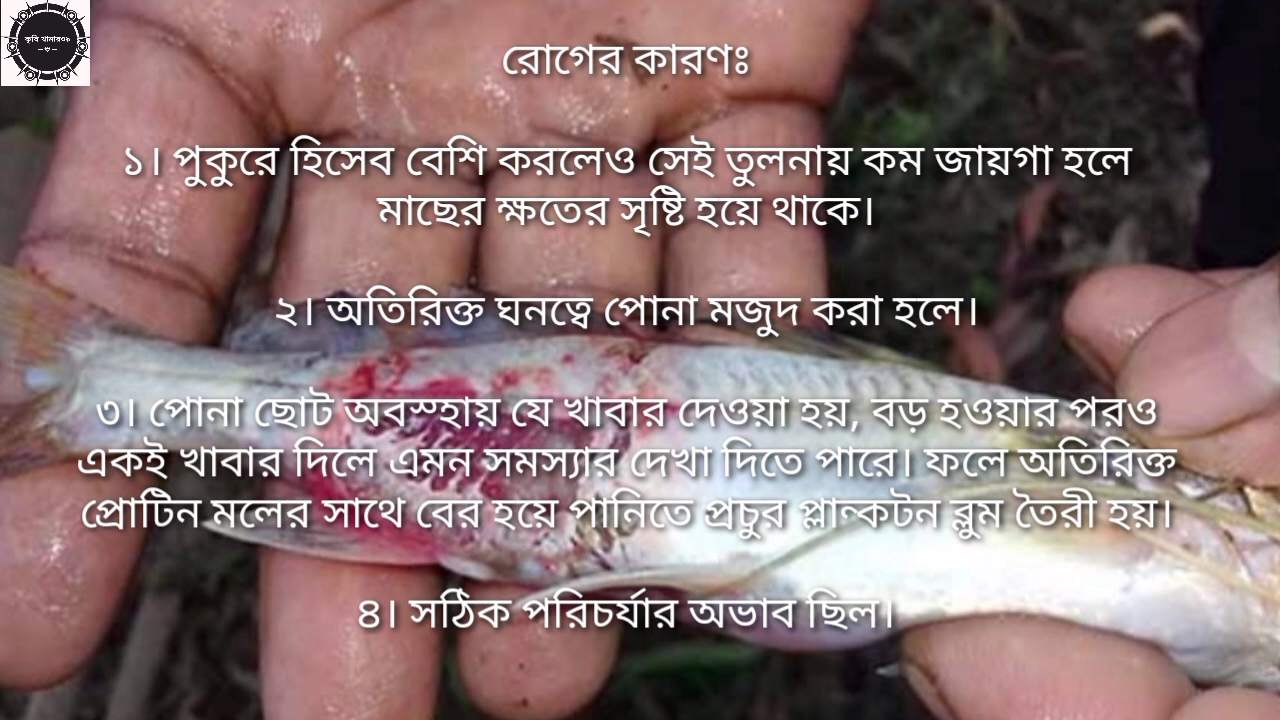 কৃষি খামার০৯
রোগের কারণঃ
১। পুকুরে হিসেব বেশি করলেও সেই তুলনায় কম জায়গা হলে
মাছের ক্ষতের সৃষ্টি হয়ে থাকে।
২। অতিরিক্ত ঘনত্বে পোনা মজুদ করা হলে।
৩। পোনা ছোট অবস্হায় যে খাবার দেওয়া হয়, বড় হওয়ার পরও
একই খাবার দিলে এমন সমস্যার দেখা দিতে পারে। ফলে অতিরিক্ত
প্রোটিন মলের সাথে বের হয়ে পানিতে প্রচুর প্লান্কটন ব্লুম তৈরী হয়।
৪। সঠিক পরিচর্যার অভাব ছিল।